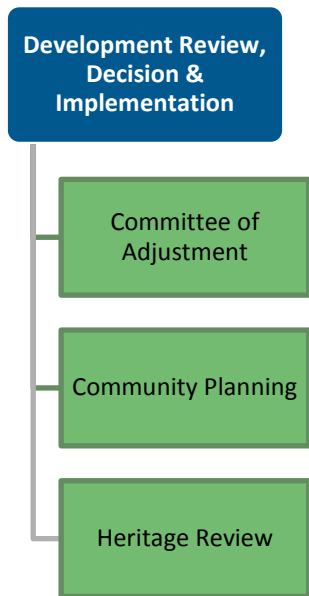 Development Review,
Decision &
Implementation
Committee of
Adjustment
Community Planning
Heritage Review